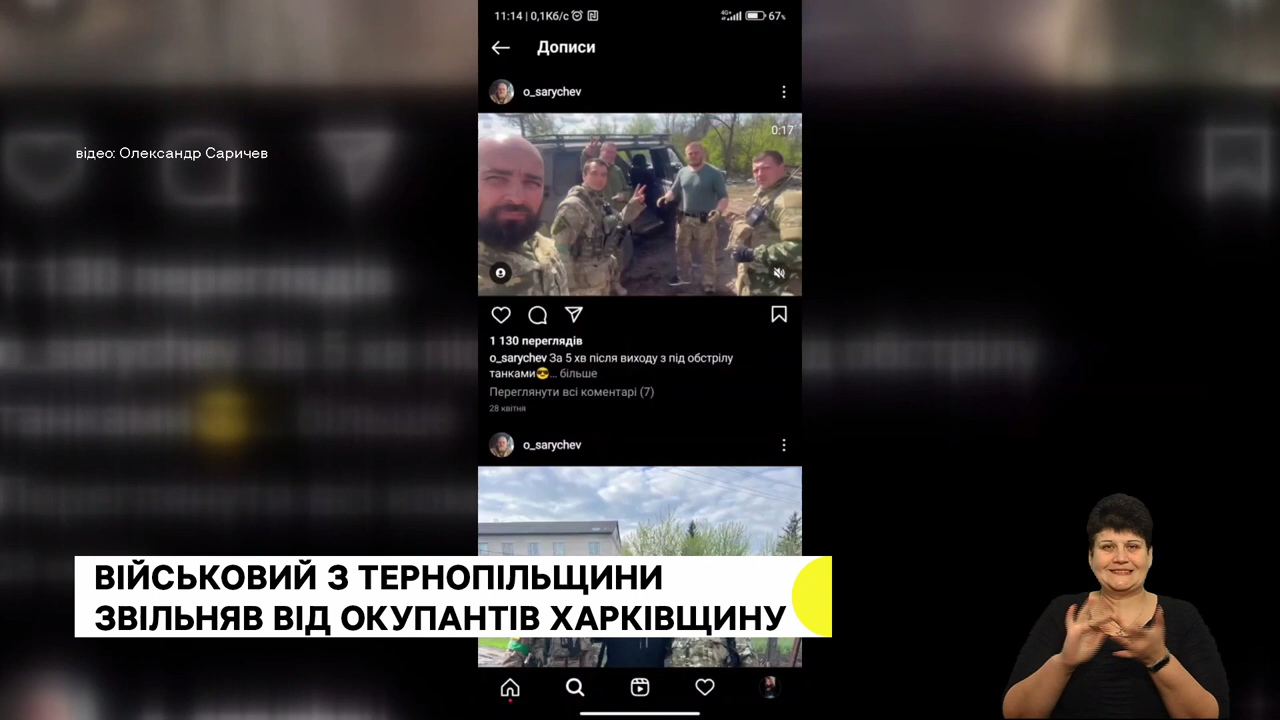 11:14 | 0,1Кб/с
4G+
67%
Дописи
o_sarychev
0:17
відео: Олександр Саричев
1 130 переглядів
o_sarychev За 5 хв після виходу з під обстрілу
танками😎... більше
Переглянути всі коментарі (7)
28 квітня
o_sarychev
ВІЙСЬКОВИЙ З ТЕРНОПІЛЬЩИНИ
ЗВІЛЬНЯВ ВІД ОКУПАНТІВ ХАРКІВЩИНУ